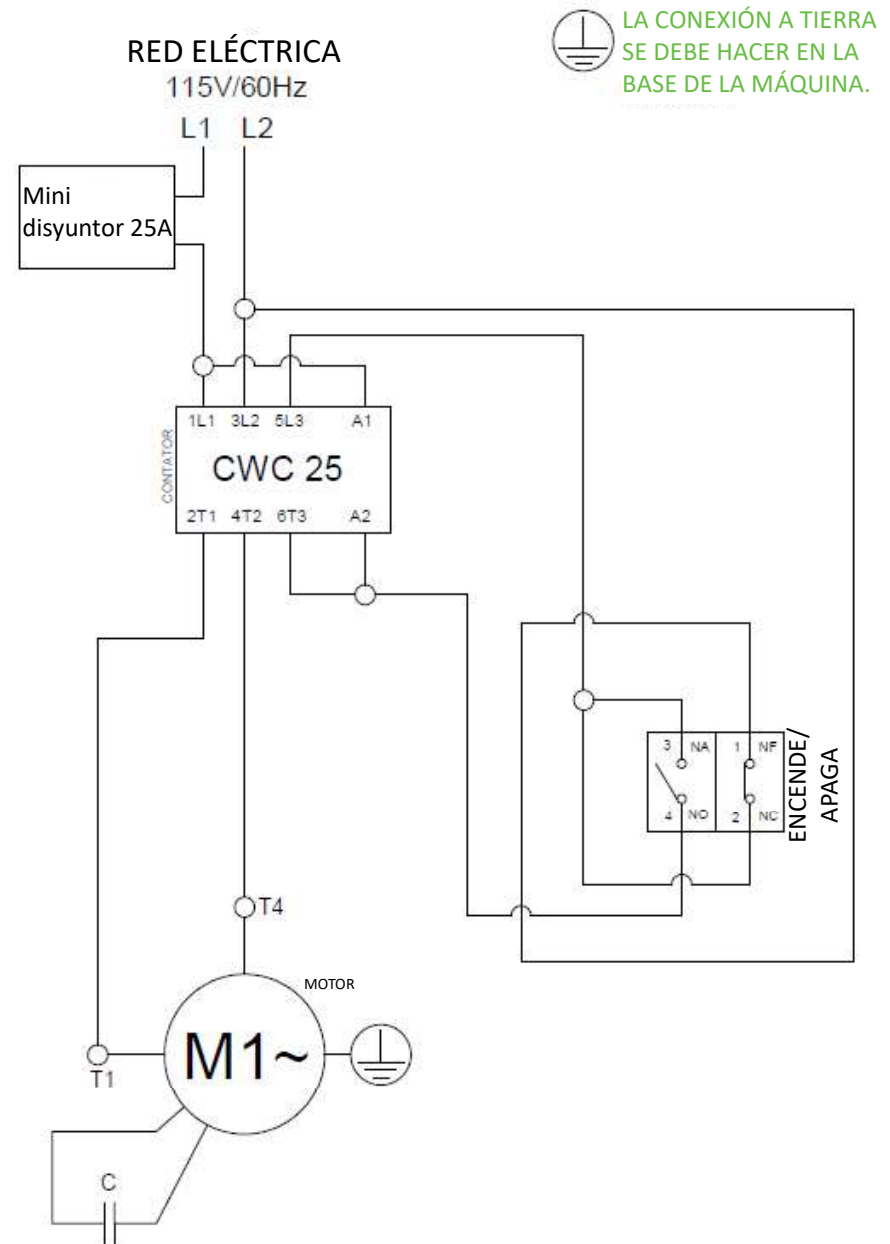 LA CONEXIÓN A TIERRA
SE DEBE HACER EN LA
BASE DE LA MÁQUINA.
RED ELÉCTRICA
115V/60Hz
L1 L2
Mini
disyuntor 25A
1L1 3L2 5L3 A1
CONTATOR
CWC 25
2T1 4T2 6T3 A2
3 NA 1 NF
4 NO 2 NC
ENCENDE/
APAGA
T4
MOTOR
M1~
T1
C